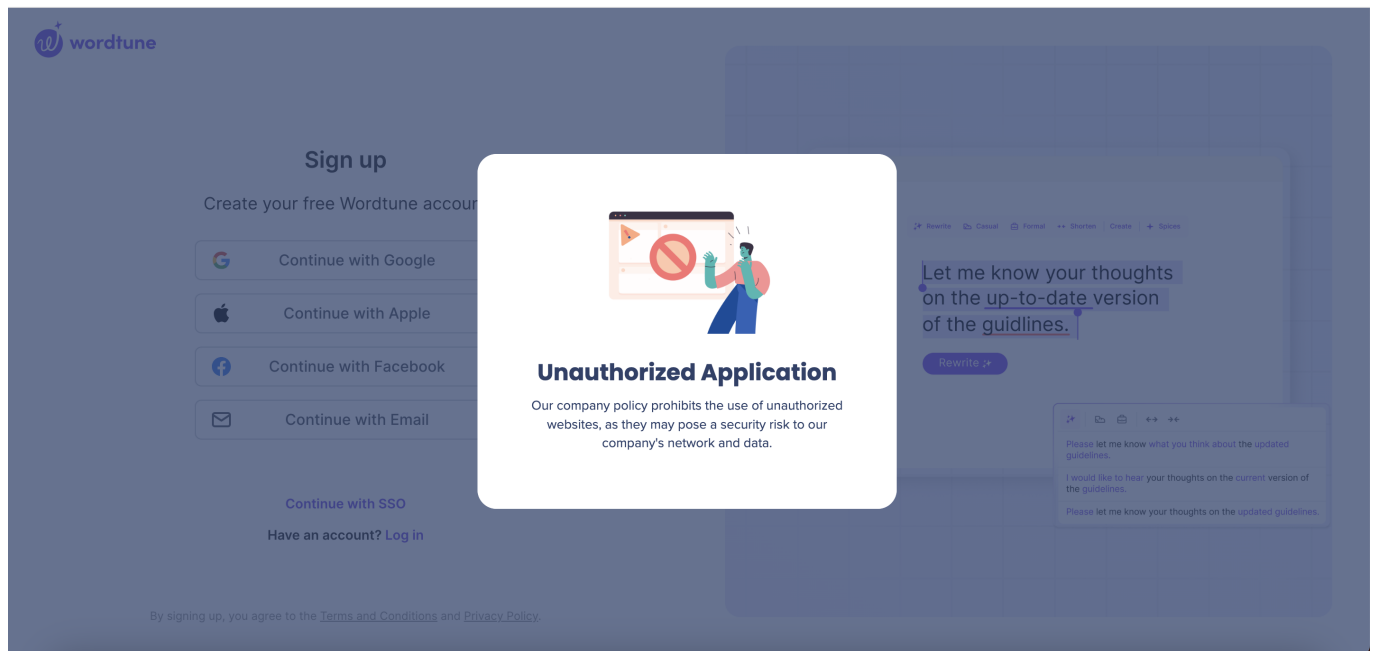 wordtune
Sign up
Create your free Wordtune accour
Continue with Google
Continue with Apple
Continue with Facebook
Continue with Email
Continue with SSO
Have an account? Log in
By signing up, you agree to the Terms and Conditions and Privacy Policy.
Unauthorized Application
Our company policy prohibits the use of unauthorized
websites, as they may pose a security risk to our
company's network and data.
Rewrite Casual Formal Shorten Create Spices
Let me know your thoughts
on the up-to-date version
of the guidlines.
Rewrite
Please let me know what you think about the updated
guidelines.
I would like to hear your thoughts on the current version of
the guidelines.
Please let me know your thoughts on the updated guidelines.